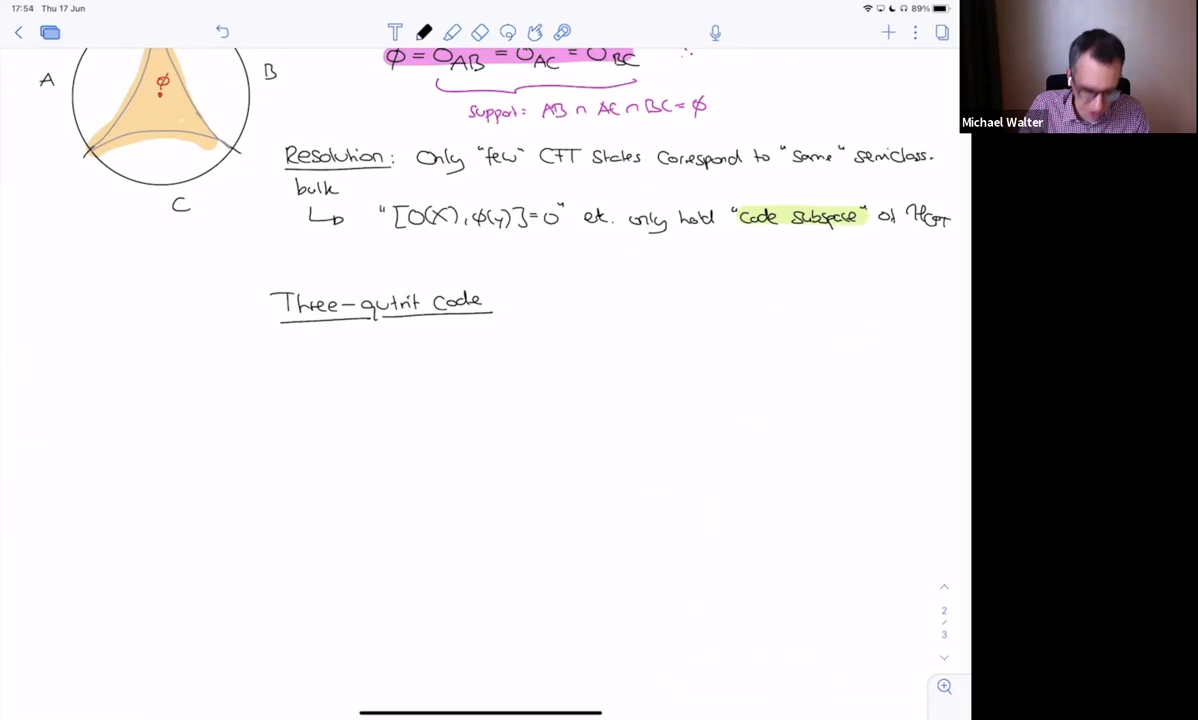 17:54 Thu 17 Jun
89%
T
A
B
C
ϕ
ϕ = O_AB = O_AC = O_BC
support: AB ∩ AC ∩ BC = ∅
Resolution: Only "few" CFT states correspond to "same" semiclass.
bulk
↳ "[O(X), ϕ(y)] = 0" etc. only hold "code subspace" of H_CFT
Three-qutrit code
2
/
3
Michael Walter